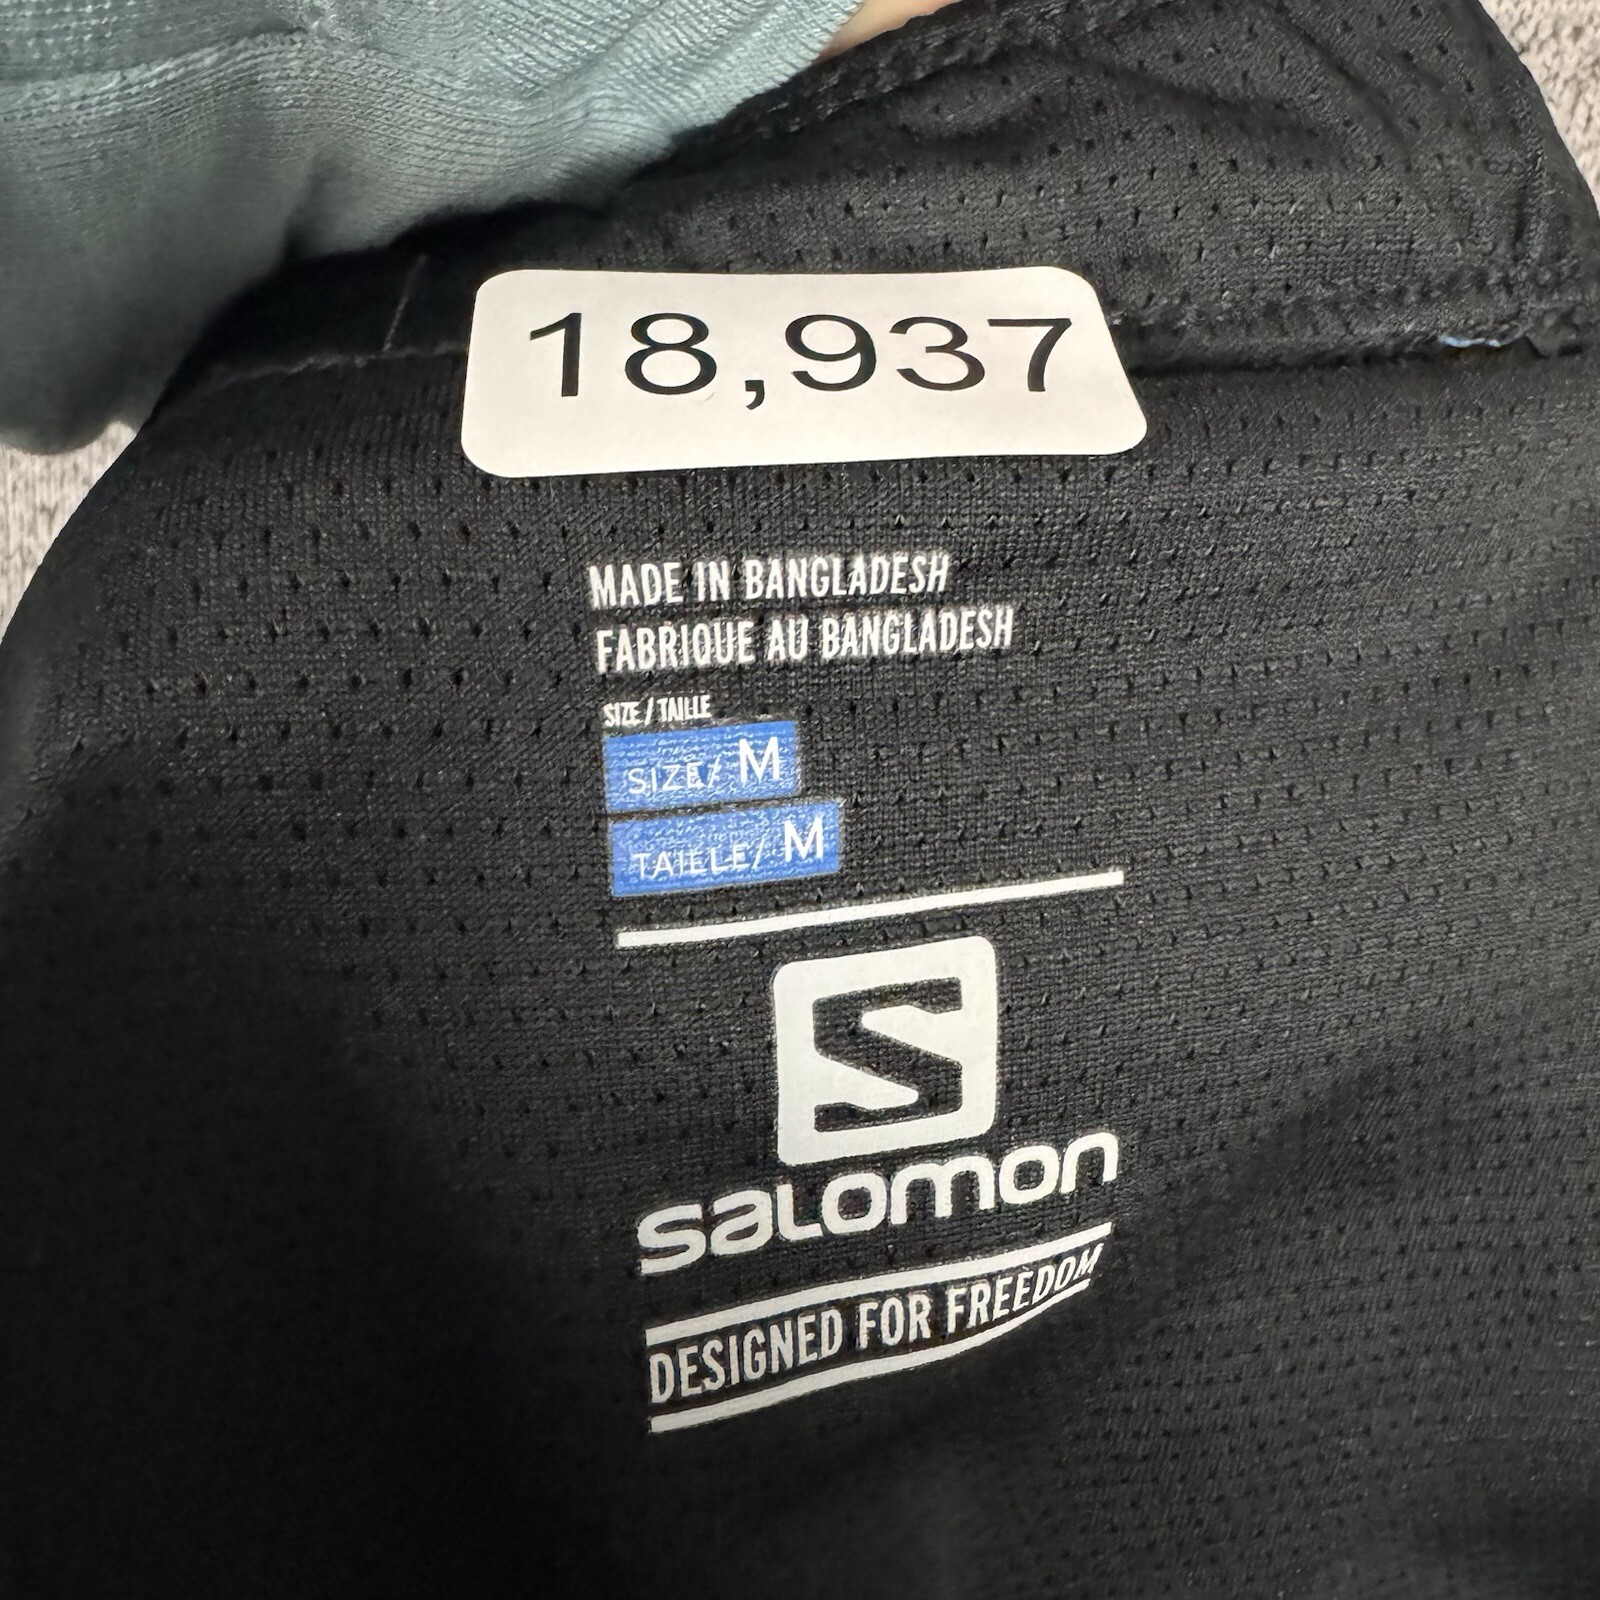 18,937
MADE IN BANGLADESH
FABRIQUE AU BANGLADESH
SIZE / TAILLE
SIZE/ M
TAILLE/ M
S
SALOMON
DESIGNED FOR FREEDOM